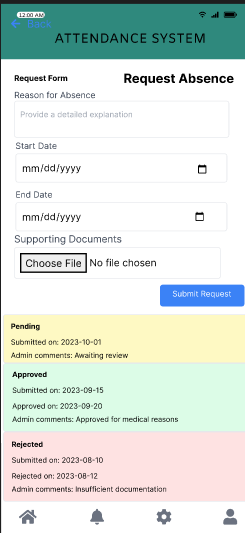 12:00 AM
← Back
ATTENDANCE SYSTEM
Request Form
Request Absence
Reason for Absence
Provide a detailed explanation
Start Date
mm/dd/yyyy
End Date
mm/dd/yyyy
Supporting Documents
Choose File No file chosen
Submit Request
Pending
Submitted on: 2023-10-01
Admin comments: Awaiting review
Approved
Submitted on: 2023-09-15
Approved on: 2023-09-20
Admin comments: Approved for medical reasons
Rejected
Submitted on: 2023-08-10
Rejected on: 2023-08-12
Admin comments: Insufficient documentation